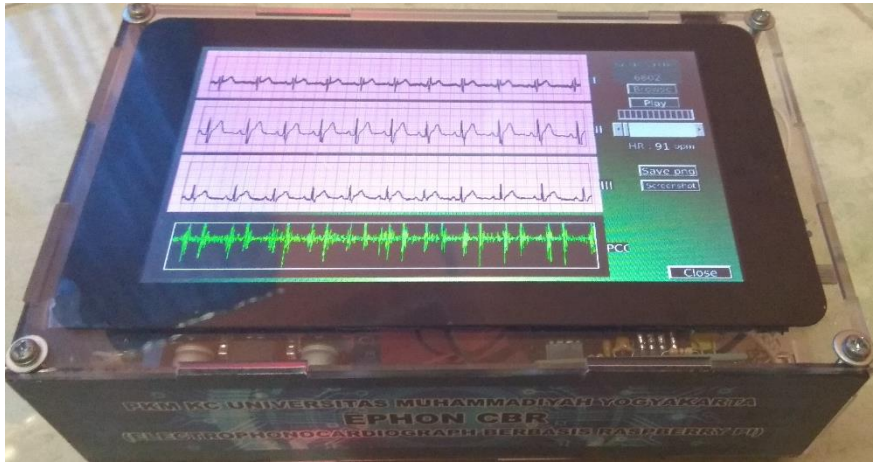 I
6802
Browse
Play
II
HR : 91 bpm
Save png
III
Screenshot
PCG
Close
PKM KC UNIVERSITAS MUHAMMADIYAH YOGYAKARTA
EPHON CBR
(ELECTROPHONOCARDIOGRAPH BERBASIS RASPBERRY PI)